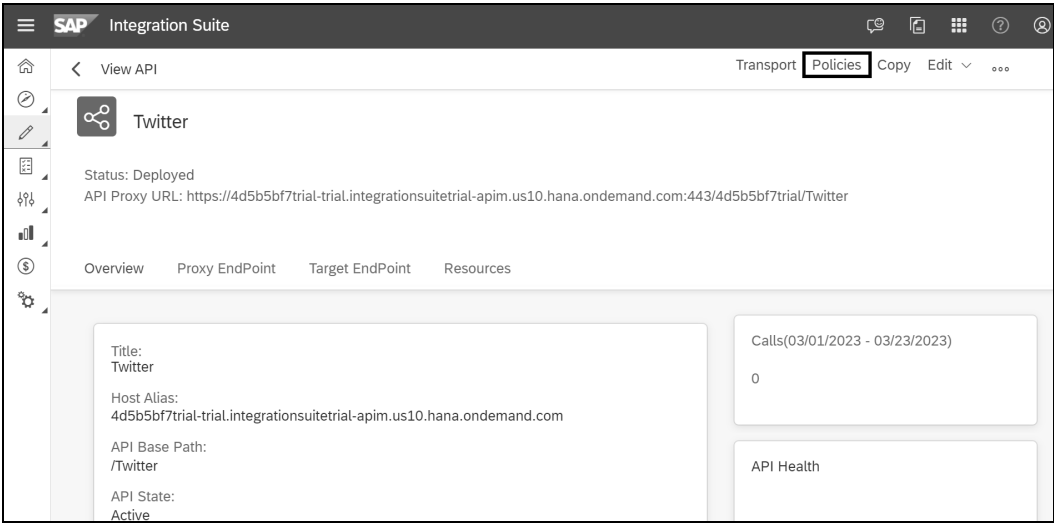 SAP Integration Suite
View API
Transport Policies Copy Edit
Twitter
Status: Deployed
API Proxy URL: https://4d5b5bf7trial-trial.integrationsuitetrial-apim.us10.hana.ondemand.com:443/4d5b5bf7trial/Twitter
Overview Proxy EndPoint Target EndPoint Resources
Title:
Twitter
Host Alias:
4d5b5bf7trial-trial.integrationsuitetrial-apim.us10.hana.ondemand.com
API Base Path:
/Twitter
API State:
Active
Calls(03/01/2023 - 03/23/2023)
0
API Health